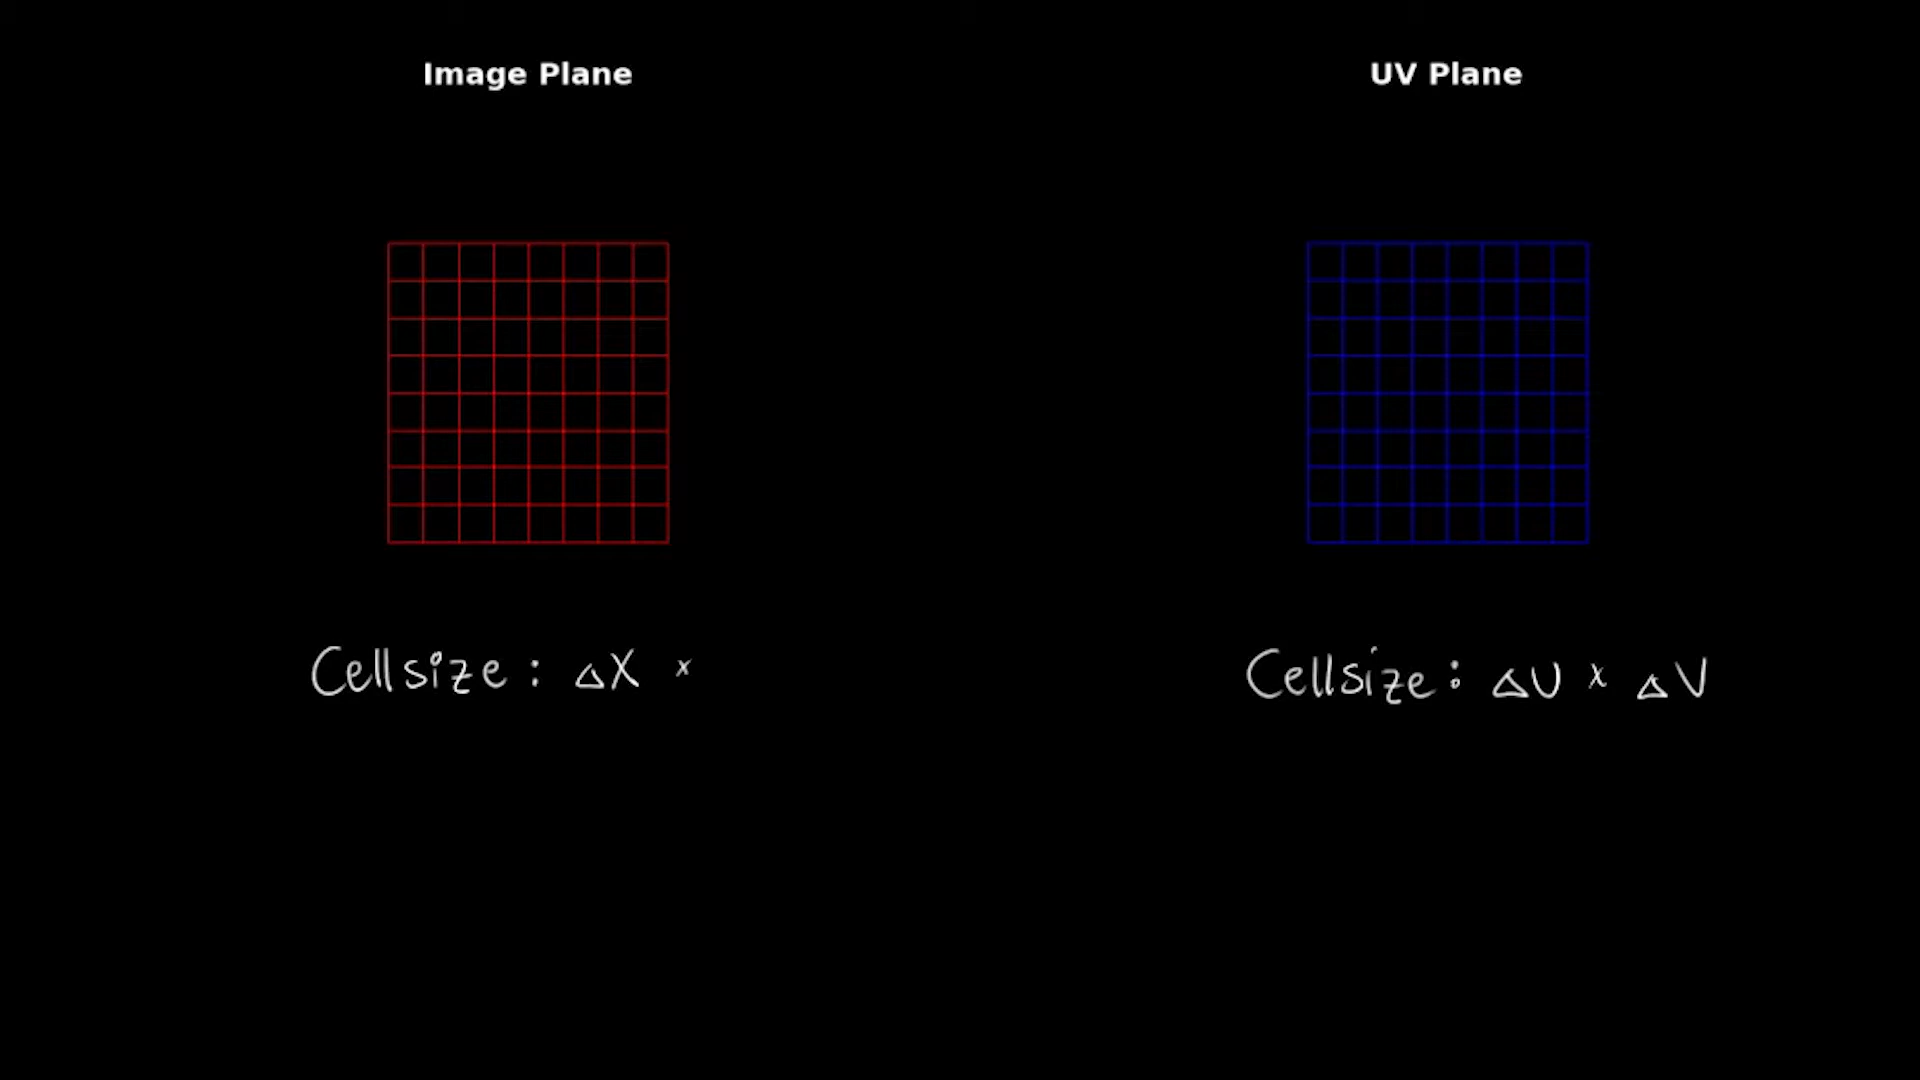 Image Plane
UV Plane
Cellsize: ΔX x
Cellsize: ΔU x ΔV